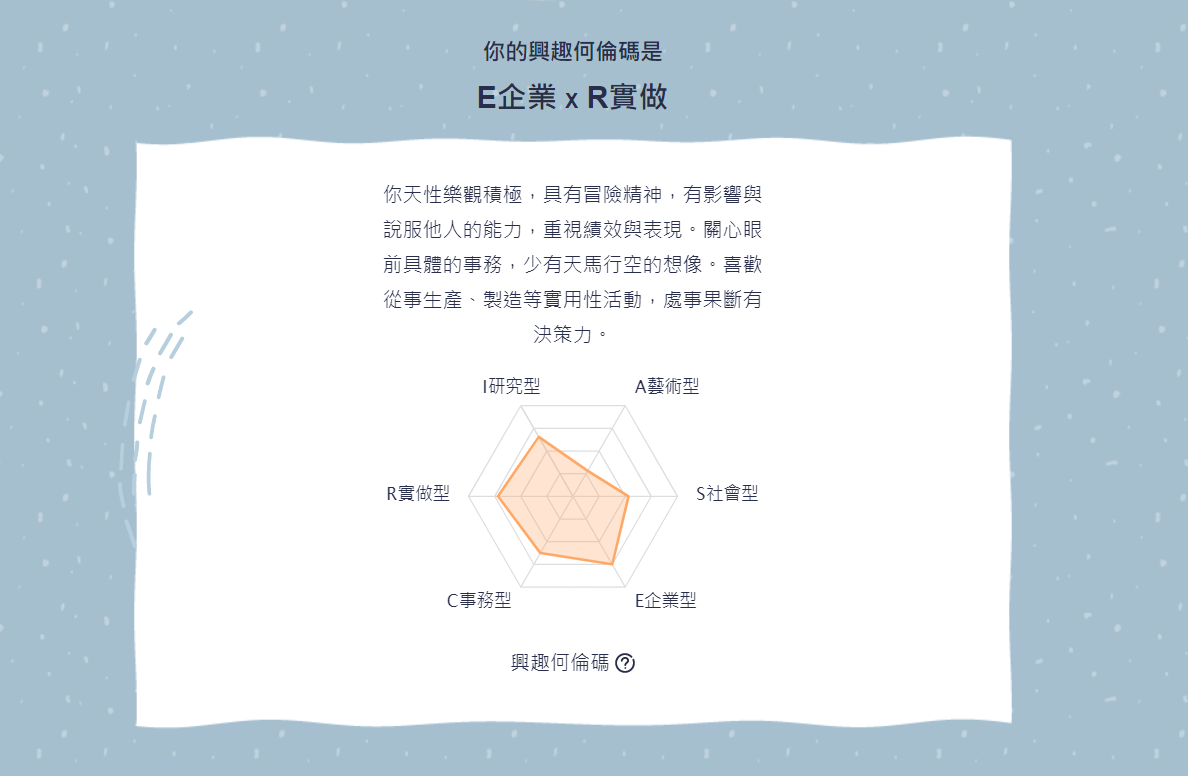 你的興趣何倫碼是
E企業 x R實做
你天性樂觀積極，具有冒險精神，有影響與
說服他人的能力，重視績效與表現。關心眼
前具體的事務，少有天馬行空的想像。喜歡
從事生產、製造等實用性活動，處事果斷有
決策力。
I研究型
A藝術型
R實做型
S社會型
C事務型
E企業型
興趣何倫碼 ?